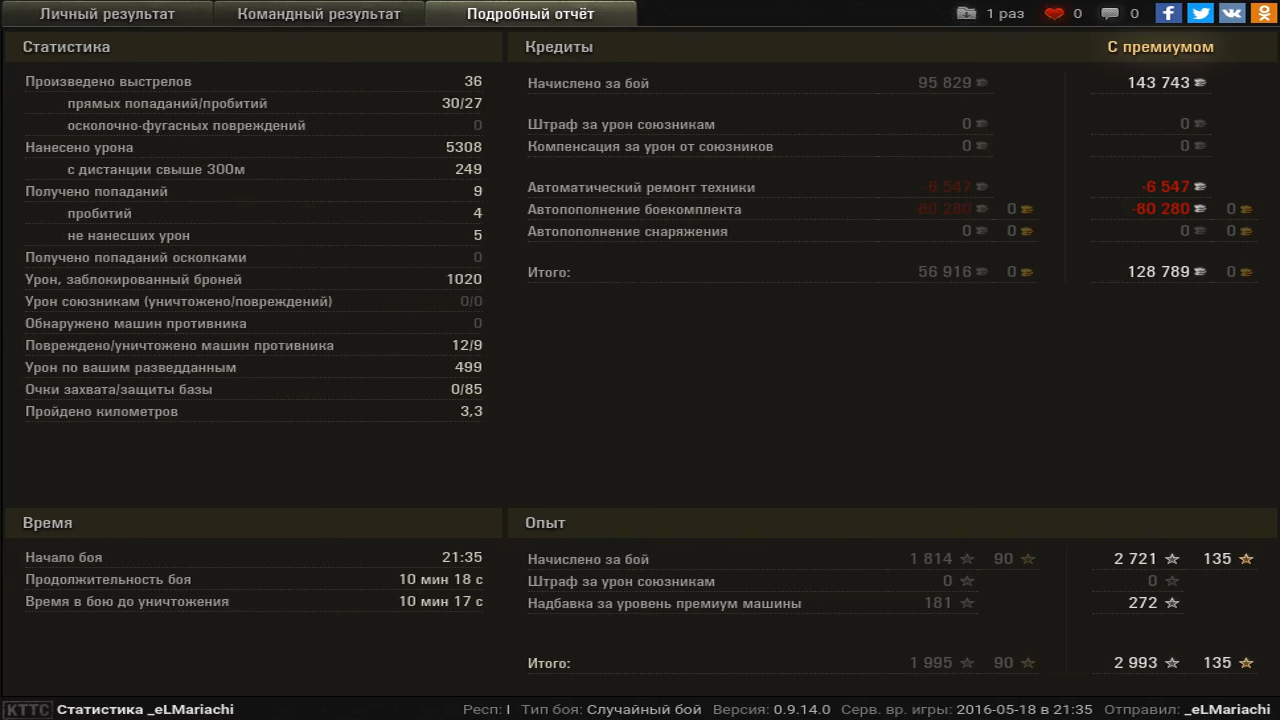 Личный результат Командный результат Подробный отчёт 1 раз 0 0
Статистика
Произведено выстрелов 36
прямых попаданий/пробитий 30/27
осколочно-фугасных повреждений 0
Нанесено урона 5308
с дистанции свыше 300м 249
Получено попаданий 9
пробитий 4
не нанесших урон 5
Получено попаданий осколками 0
Урон, заблокированный броней 1020
Урон союзникам (уничтожено/повреждений) 0/0
Обнаружено машин противника 0
Повреждено/уничтожено машин противника 12/9
Урон по вашим разведданным 499
Очки захвата/защиты базы 0/85
Пройдено километров 3,3
Кредиты С премиумом
Начислено за бой 95 829 143 743
Штраф за урон союзникам 0 0
Компенсация за урон от союзников 0 0
Автоматический ремонт техники -6 547 -6 547
Автопополнение боекомплекта -80 280 0 -80 280 0
Автопополнение снаряжения 0 0 0 0
Итого: 56 916 0 128 789 0
Время
Начало боя 21:35
Продолжительность боя 10 мин 18 с
Время в бою до уничтожения 10 мин 17 с
Опыт
Начислено за бой 1 814 90 2 721 135
Штраф за урон союзникам 0 0
Надбавка за уровень премиум машины 181 272
Итого: 1 995 90 2 993 135
КТТС Статистика _eLMariachi Респ: I Тип боя: Случайный бой Версия: 0.9.14.0 Серв. вр. игры: 2016-05-18 в 21:35 Отправил: _eLMariachi